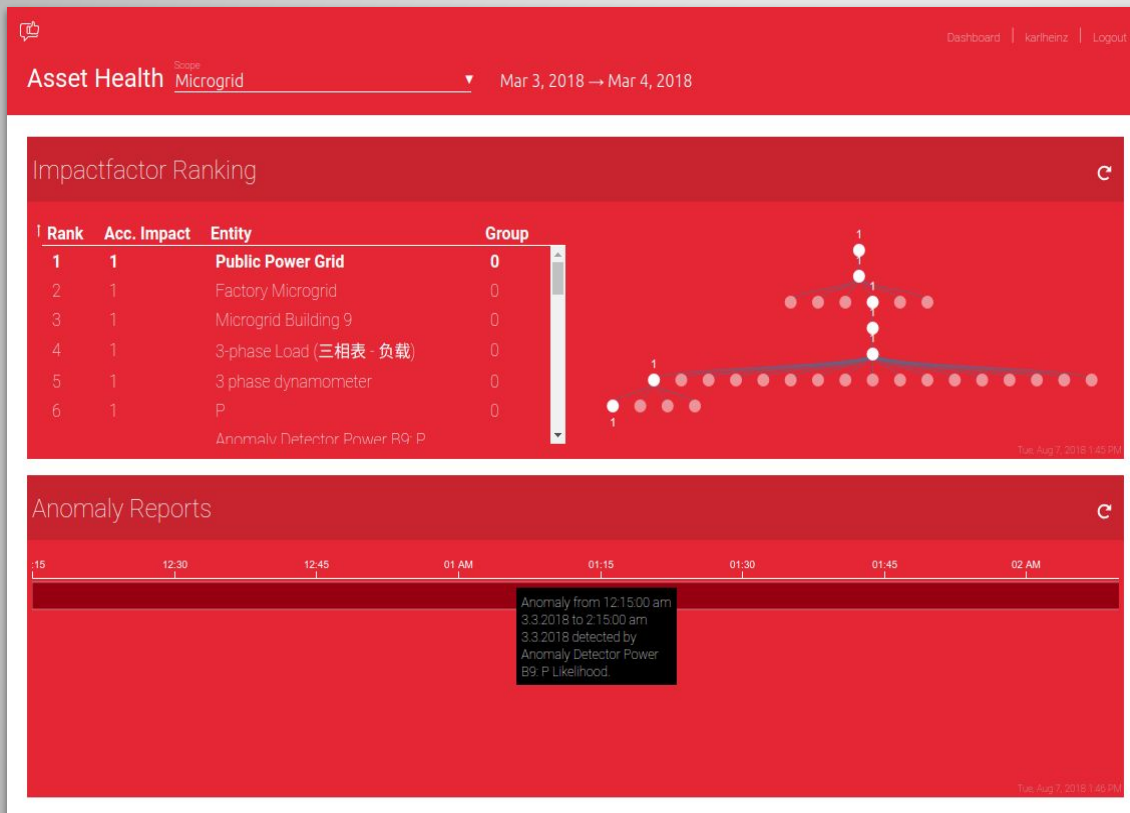 Dashboard | karlheinz | Logout
Scope
Asset Health Microgrid ▼ Mar 3, 2018 → Mar 4, 2018
Impactfactor Ranking
↑ Rank Acc. Impact Entity Group
1 1 Public Power Grid 0
2 1 Factory Microgrid 0
3 1 Microgrid Building 9 0
4 1 3-phase Load (三相表 - 负载) 0
5 1 3 phase dynamometer 0
6 1 P 0
Anomaly Detector Power B9: P
1
1
1
1
1
1
1
Tue, Aug 7, 2018 1:45 PM
Anomaly Reports
:15 12:30 12:45 01 AM 01:15 01:30 01:45 02 AM
Anomaly from 12:15:00 am
3.3.2018 to 2:15:00 am
3.3.2018 detected by
Anomaly Detector Power
B9: P Likelihood.
Tue, Aug 7, 2018 1:46 PM